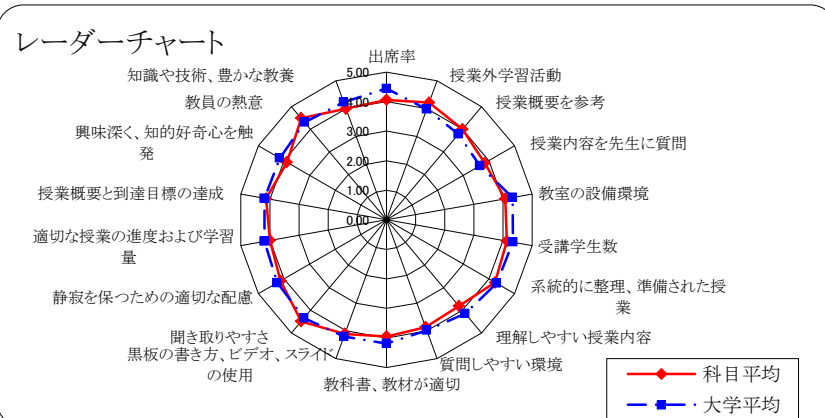 レーダーチャート
出席率
授業外学習活動
授業概要を参考
授業内容を先生に質問
教室の設備環境
受講学生数
系統的に整理、準備された授
業
理解しやすい授業内容
質問しやすい環境
教科書、教材が適切
黒板の書き方、ビデオ、スライド
の使用
聞き取りやすさ
静寂を保つための適切な配慮
適切な授業の進度および学習
量
授業概要と到達目標の達成
興味深く、知的好奇心を触
発
教員の熱意
知識や技術、豊かな教養
5.00
4.00
3.00
2.00
1.00
0.00
科目平均
大学平均